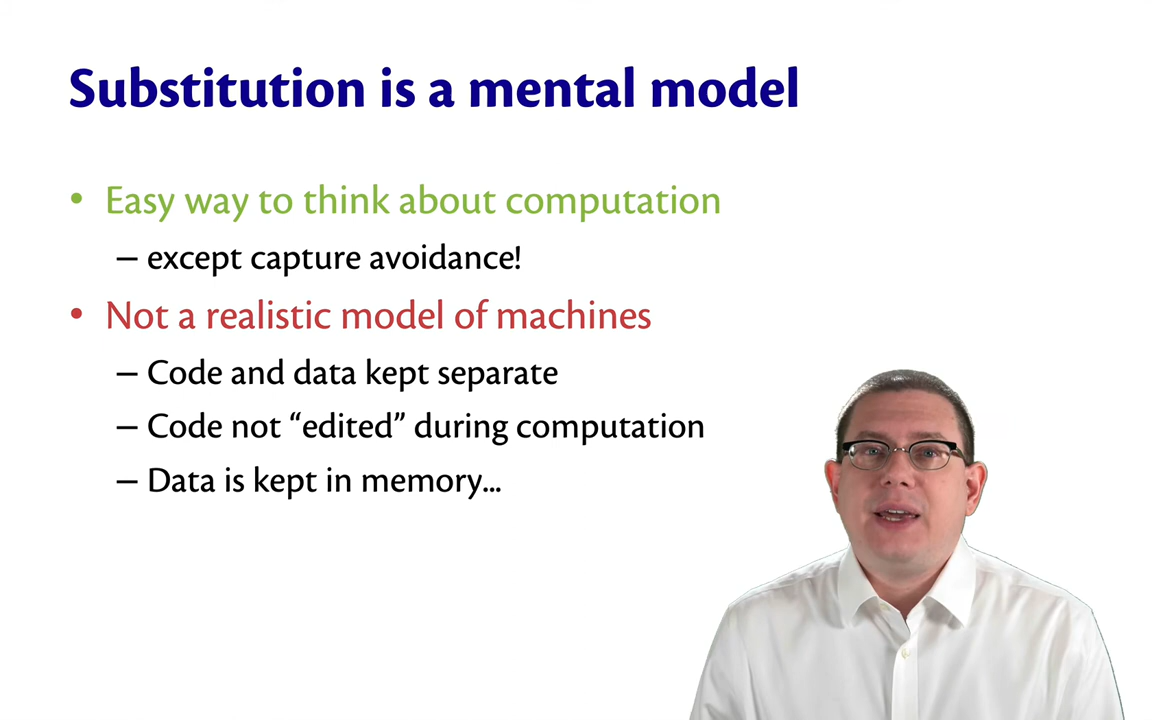 Substitution is a mental model
• Easy way to think about computation
– except capture avoidance!
• Not a realistic model of machines
– Code and data kept separate
– Code not “edited” during computation
– Data is kept in memory...